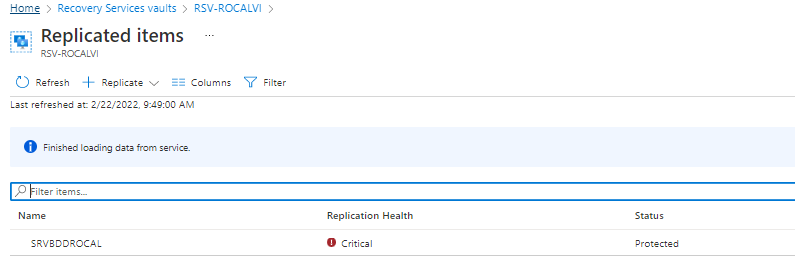 Home > Recovery Services vaults > RSV-ROCALVI >
Replicated items ...
RSV-ROCALVI
Refresh + Replicate Columns Filter
Last refreshed at: 2/22/2022, 9:49:00 AM
Finished loading data from service.
Filter items...
Name Replication Health Status
SRVBDDROCAL Critical Protected